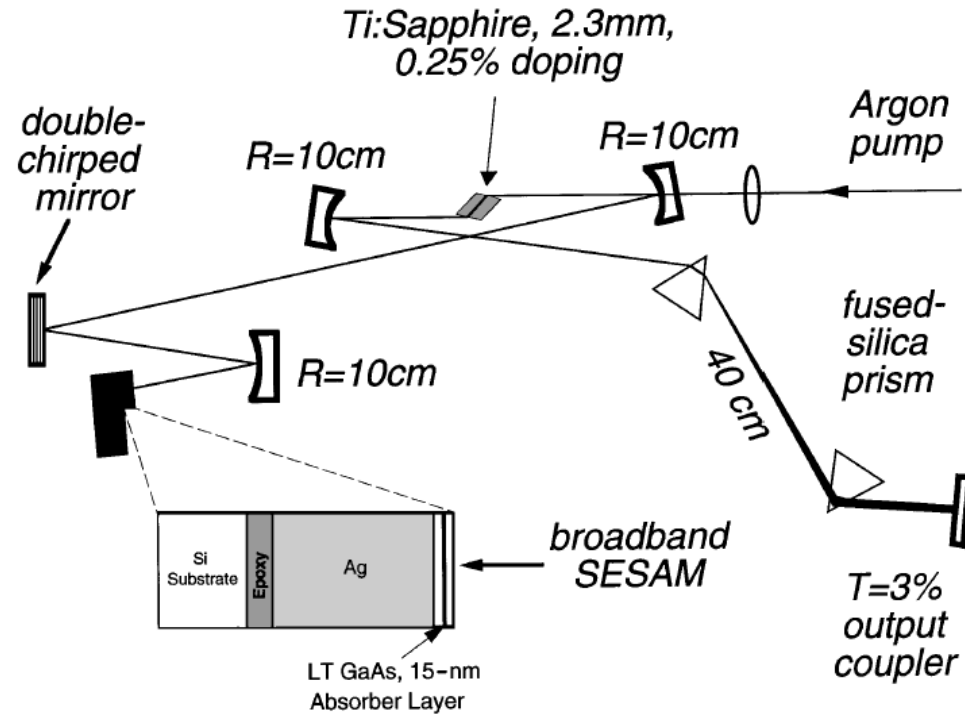 Ti:Sapphire, 2.3mm,
0.25% doping
double-
chirped
mirror
R=10cm
R=10cm
Argon
pump
R=10cm
40 cm
fused-
silica
prism
Si
Substrate
Epoxy
Ag
broadband
SESAM
T=3%
output
coupler
LT GaAs, 15-nm
Absorber Layer